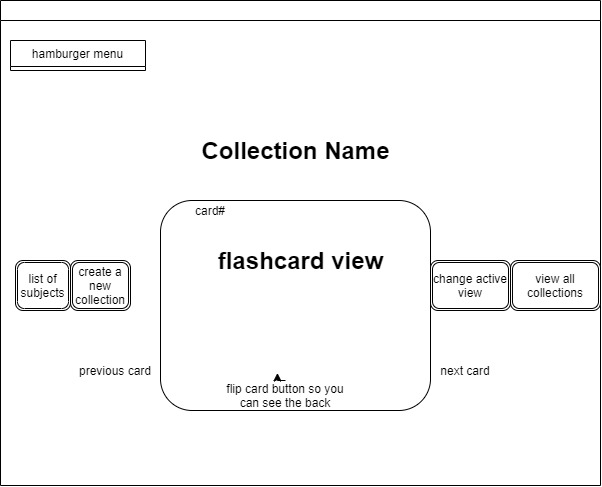 hamburger menu
Collection Name
card#
flashcard view
list of
subjects
create a
new
collection
change active
view
view all
collections
previous card
next card
flip card button so you
can see the back